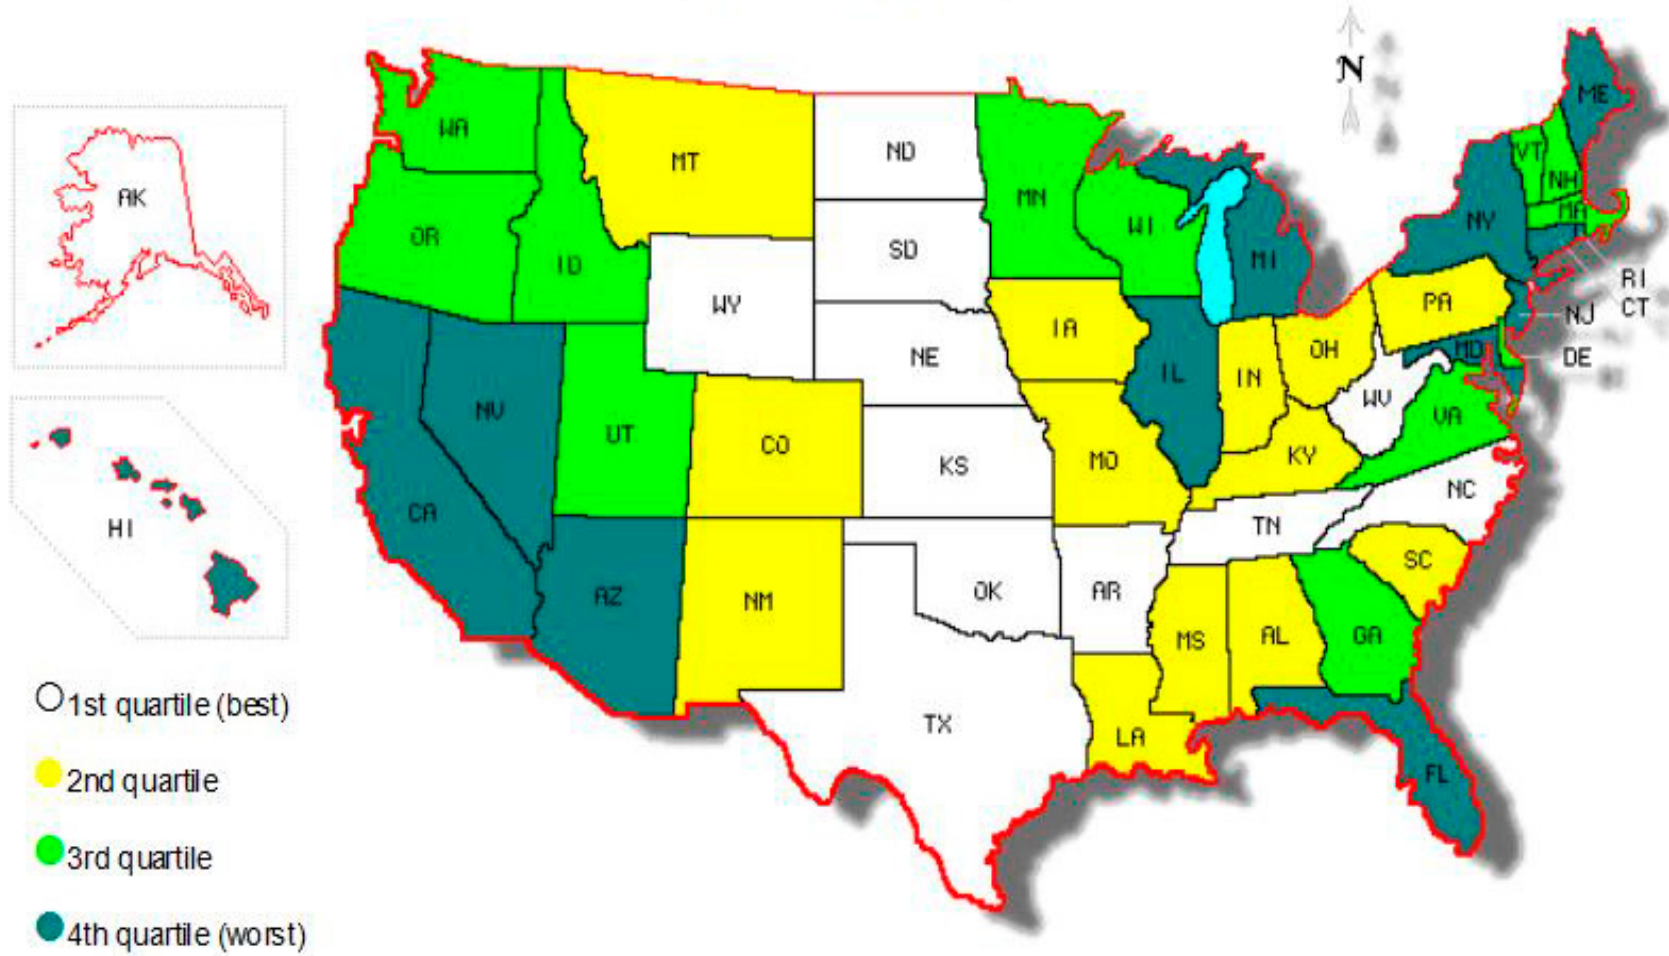 N
ME
WA
MT
ND
VT
NH
AK
MN
MA
OR
WI
NY
ID
SD
MI
RI
WY
PA
CT
NJ
IA
NE
OH
MD
DE
IL
IN
NV
WV
UT
CO
VA
KS
MO
KY
NC
CA
TN
HI
SC
AZ
NM
OK
AR
MS
AL
GA
1st quartile (best)
TX
LA
2nd quartile
FL
3rd quartile
4th quartile (worst)